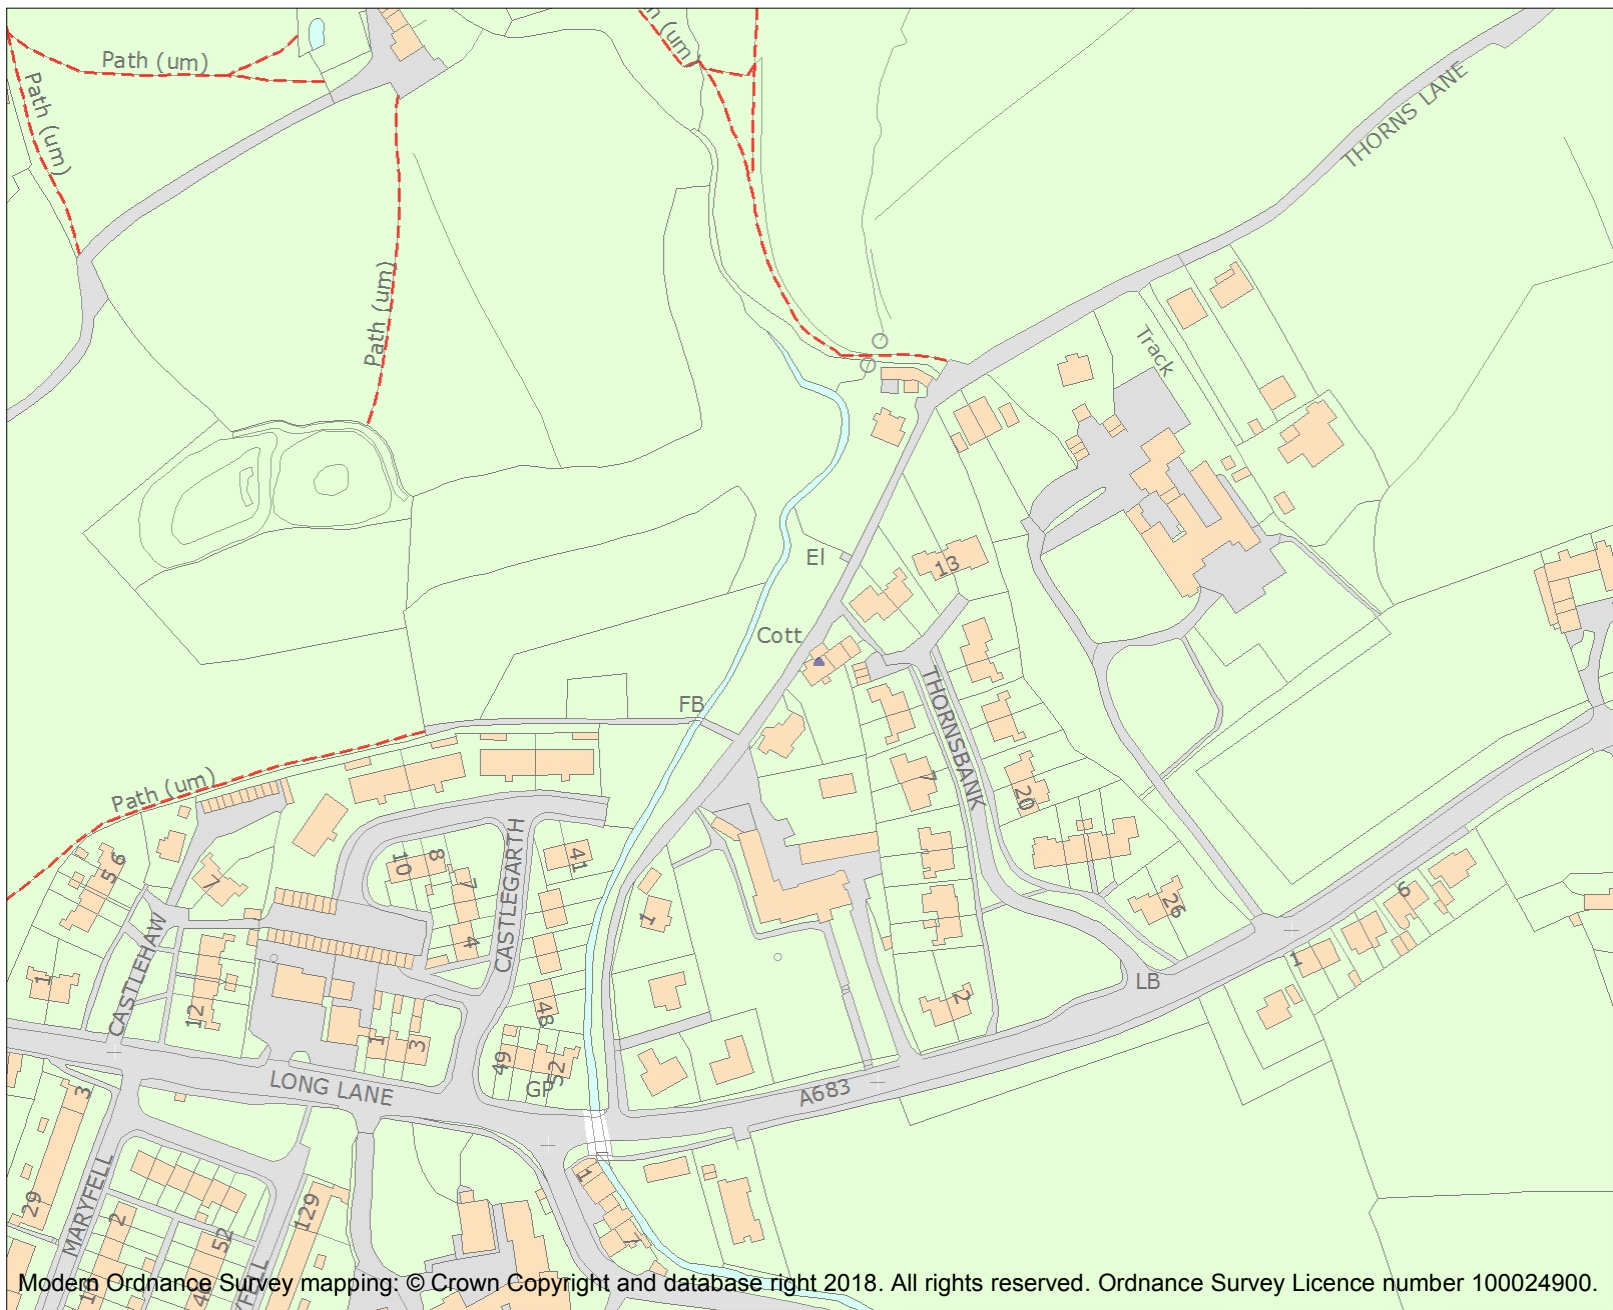 Path (um)
h (um)
Path (um)
THORNS LANE
Path (um)
Track
El
13
Cott
FB
THORNSBANK
7
20
26
Path (um)
5 6
7
10
8
7
4
CASTLEGARTH
41
48
49
52
GP
1
2
1
CASTLEHAW
12
1
3
LONG LANE
A683
LB
1
6
3
MARYFELL
29
2
52
129
1
7
Modern Ordnance Survey mapping: © Crown Copyright and database right 2018. All rights reserved. Ordnance Survey Licence number 100024900.